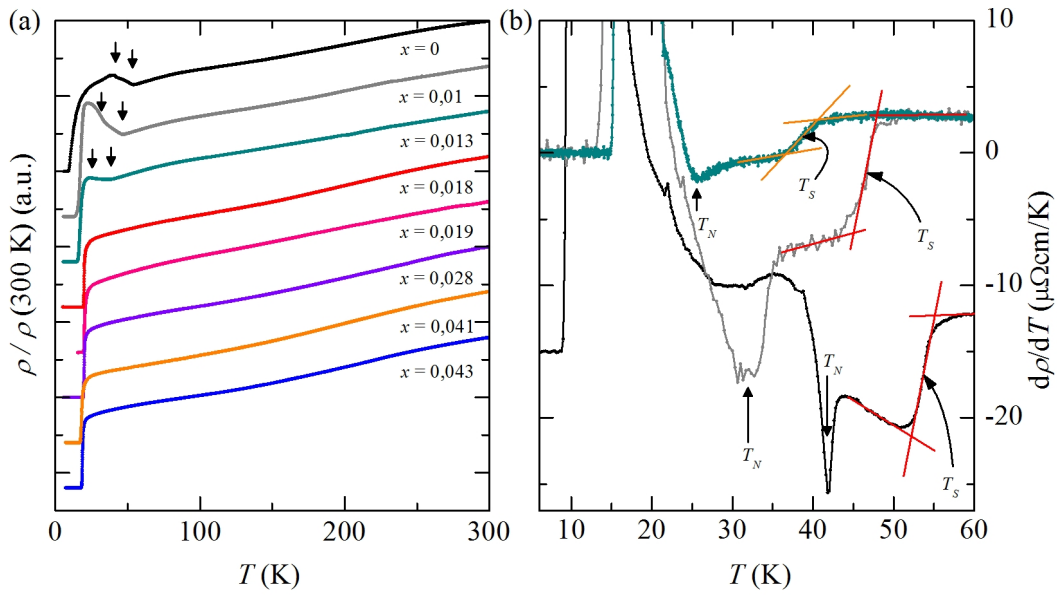 (a)
x = 0
x = 0,01
x = 0,013
x = 0,018
x = 0,019
x = 0,028
x = 0,041
x = 0,043
ρ / ρ (300 K) (a.u.)
0 100 200 300
T (K)
(b)
10
0
-10
-20
dρ/dT (μΩcm/K)
T_S
T_S
T_S
T_N
T_N
T_N
10 20 30 40 50 60
T (K)